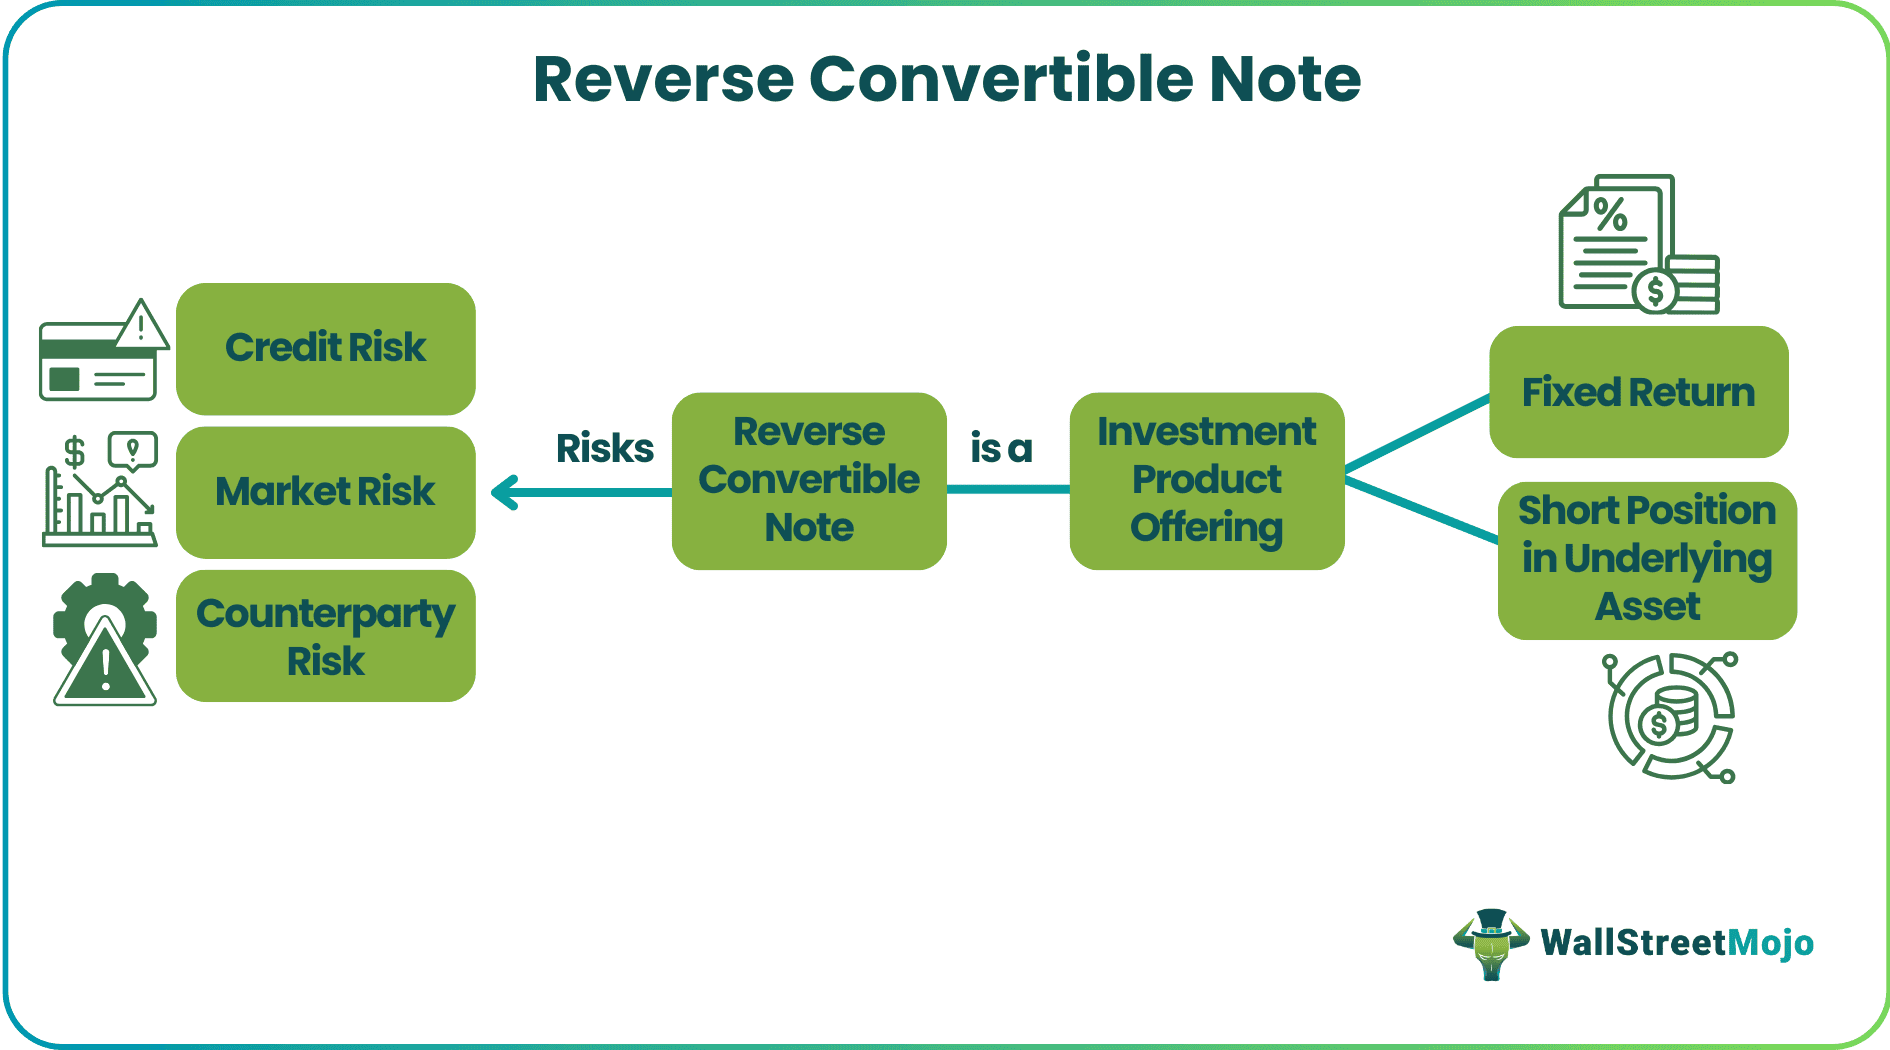 Reverse Convertible Note
Credit Risk
Market Risk
Counterparty
Risk
Risks
Reverse
Convertible
Note
is a
Investment
Product
Offering
%
$
Fixed Return
Short Position
in Underlying
Asset
$
$
!
!
!
WallStreetMojo